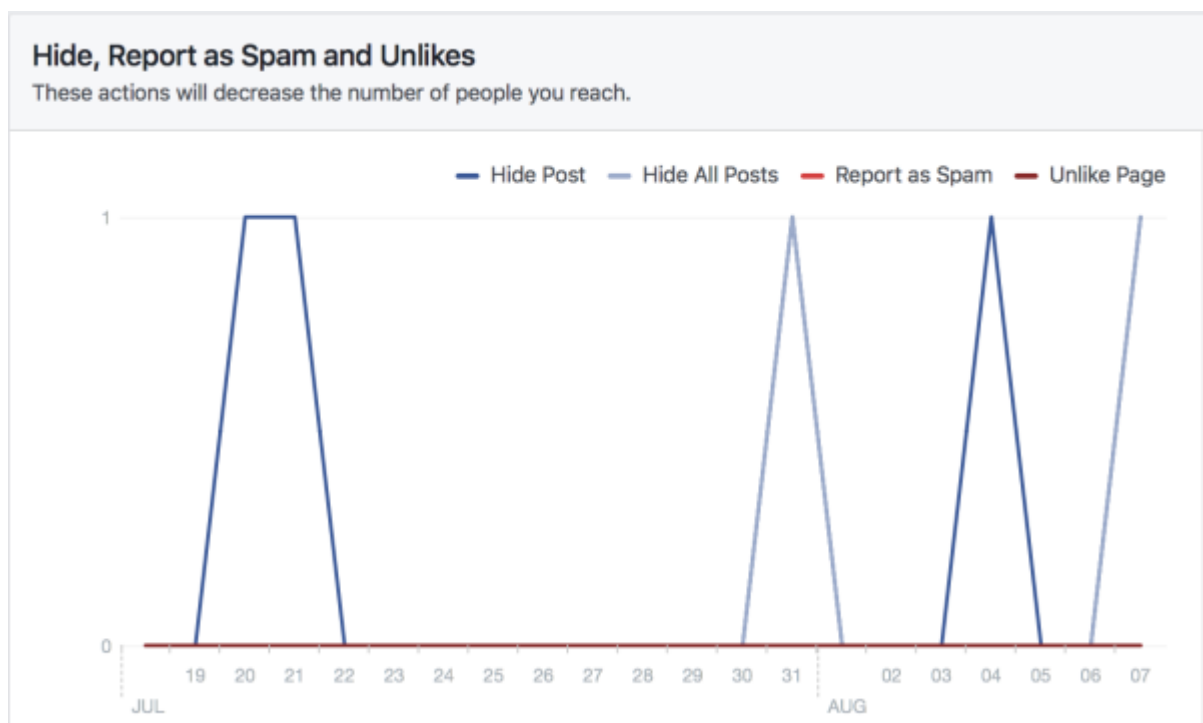 Hide, Report as Spam and Unlikes
These actions will decrease the number of people you reach.
Hide Post Hide All Posts Report as Spam Unlike Page
1
0
19 20 21 22 23 24 25 26 27 28 29 30 31 02 03 04 05 06 07
JUL AUG